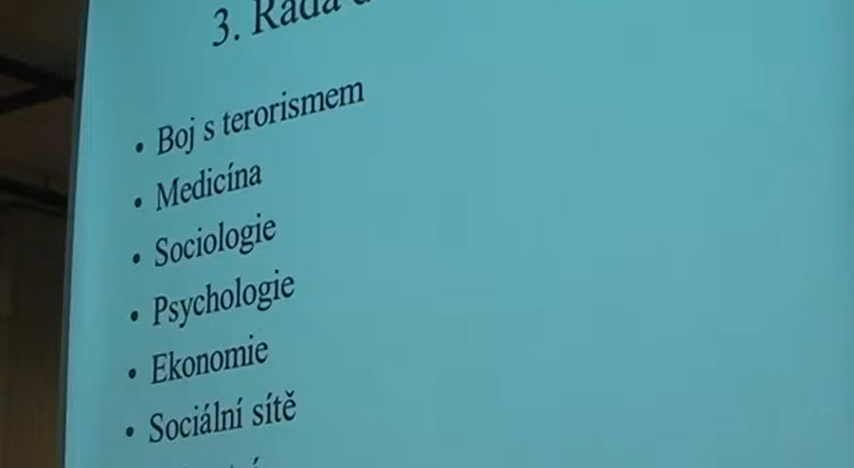 3. Řada
• Boj s terorismem
• Medicína
• Sociologie
• Psychologie
• Ekonomie
• Sociální sítě